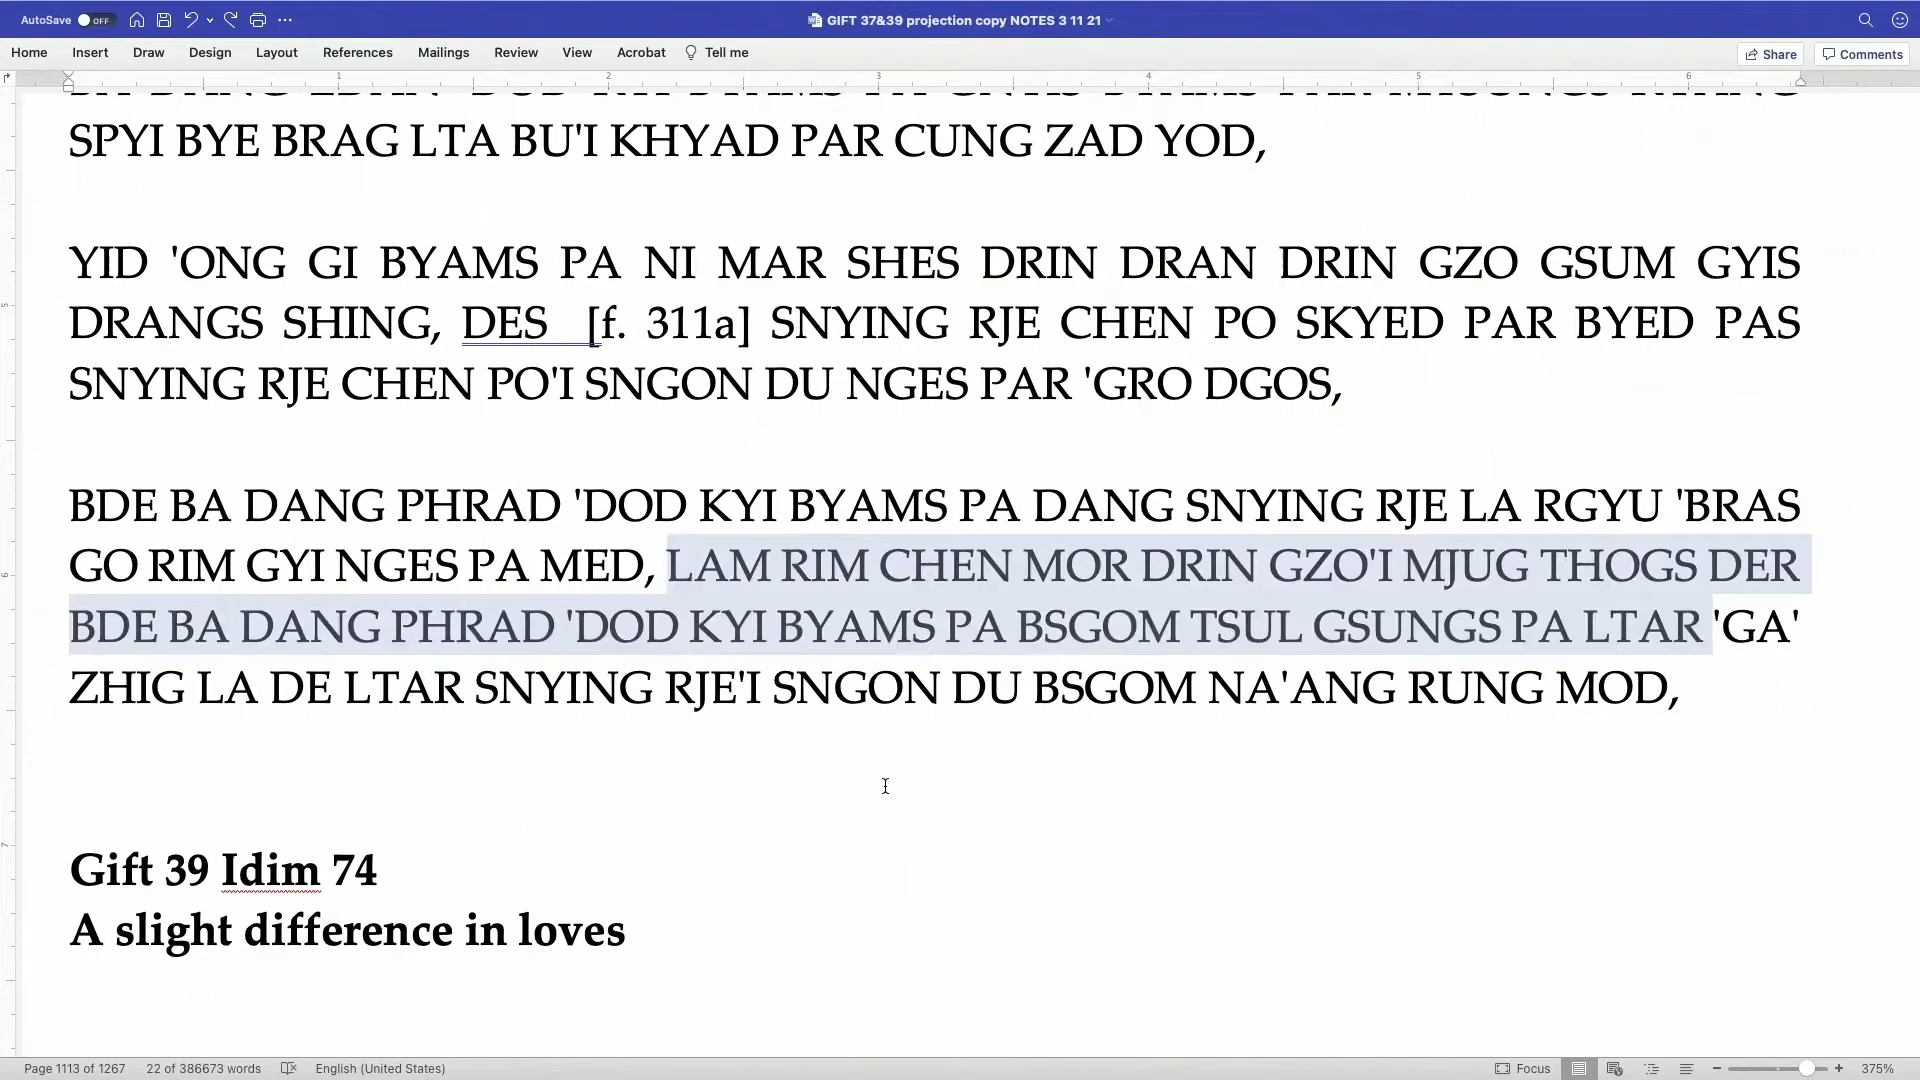 AutoSave OFF GIFT 37&39 projection copy NOTES 3 11 21
Home Insert Draw Design Layout References Mailings Review View Acrobat Tell me Share Comments
1 2 3 4 5 6
SPYI BYE BRAG LTA BU'I KHYAD PAR CUNG ZAD YOD,
YID 'ONG GI BYAMS PA NI MAR SHES DRIN DRAN DRIN GZO GSUM GYIS
DRANGS SHING, DES [f. 311a] SNYING RJE CHEN PO SKYED PAR BYED PAS
SNYING RJE CHEN PO'I SNGON DU NGES PAR 'GRO DGOS,
BDE BA DANG PHRAD 'DOD KYI BYAMS PA DANG SNYING RJE LA RGYU 'BRAS
GO RIM GYI NGES PA MED, LAM RIM CHEN MOR DRIN GZO'I MJUG THOGS DER
BDE BA DANG PHRAD 'DOD KYI BYAMS PA BSGOM TSUL GSUNGS PA LTAR 'GA'
ZHIG LA DE LTAR SNYING RJE'I SNGON DU BSGOM NA'ANG RUNG MOD,
Gift 39 Idim 74
A slight difference in loves
Page 1113 of 1267 22 of 386673 words English (United States) Focus 375%